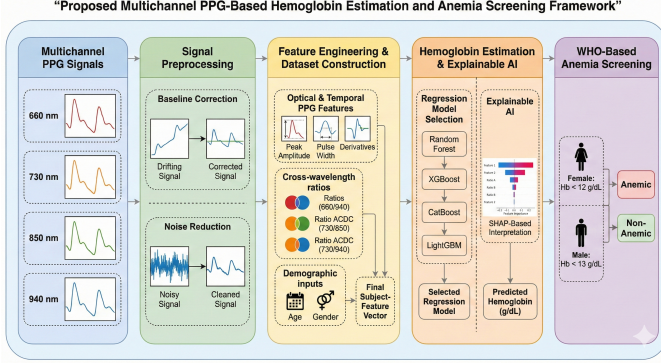 “Proposed Multichannel PPG-Based Hemoglobin Estimation and Anemia Screening Framework”
Multichannel
PPG Signals
660 nm
730 nm
850 nm
940 nm
Signal
Preprocessing
Baseline Correction
Drifting
Signal
Corrected
Signal
Noise Reduction
Noisy
Signal
Cleaned
Signal
Feature Engineering &
Dataset Construction
Optical & Temporal
PPG Features
Peak
Amplitude
Pulse
Width
Derivatives
Cross-wavelength
ratios
Ratios
(660/940)
Ratio ACDC
(730/850)
Ratio ACDC
(730/940)
Demographic
inputs
Age
Gender
Final
Subject-
Feature
Vector
Hemoglobin Estimation
& Explainable AI
Regression
Model
Selection
Random
Forest
XGBoost
CatBoost
LightGBM
Selected
Regression
Model
Explainable
AI
SHAP-Based
Interpretation
Predicted
Hemoglobin
(g/dL)
WHO-Based
Anemia Screening
Female:
Hb < 12 g/dL
Male:
Hb < 13 g/dL
Anemic
Non-
Anemic